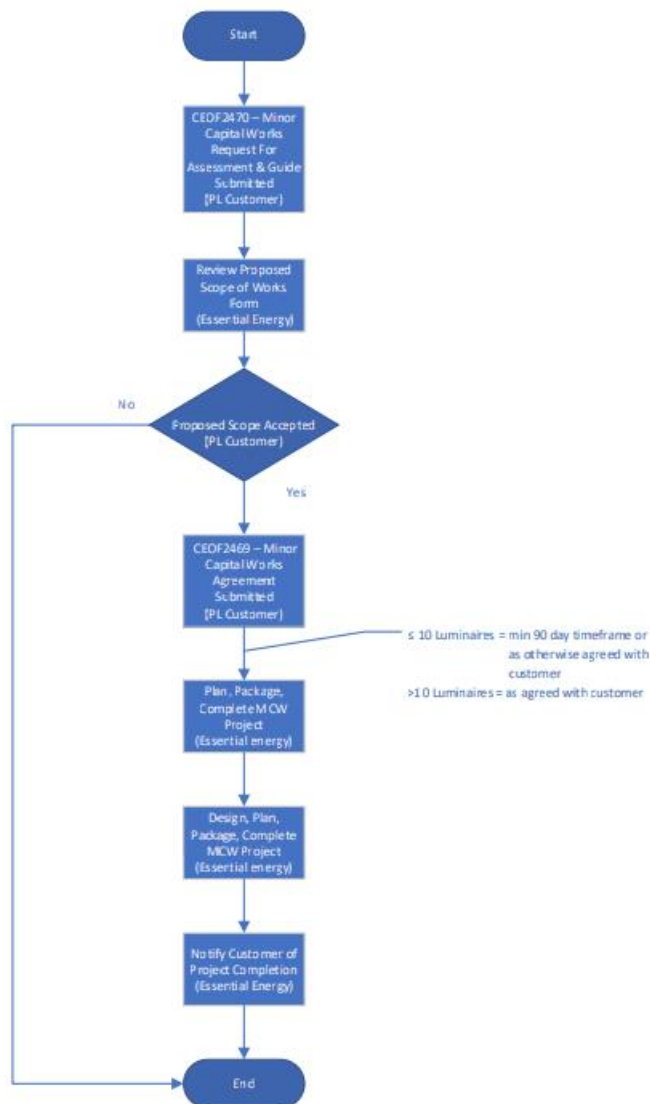 Start
CEOF2470 – Minor
Capital Works
Request For
Assessment & Guide
Submitted
(PL Customer)
Review Proposed
Scope of Works
Form
(Essential Energy)
No
Proposed Scope Accepted
(PL Customer)
Yes
CEOF2469 – Minor
Capital Works
Agreement
Submitted
(PL Customer)
≤ 10 Luminaires = min 90 day timeframe or
as otherwise agreed with
customer
>10 Luminaires = as agreed with customer
Plan, Package,
Complete MCW
Project
(Essential energy)
Design, Plan,
Package, Complete
MCW Project
(Essential energy)
Notify Customer of
Project Completion
(Essential Energy)
End